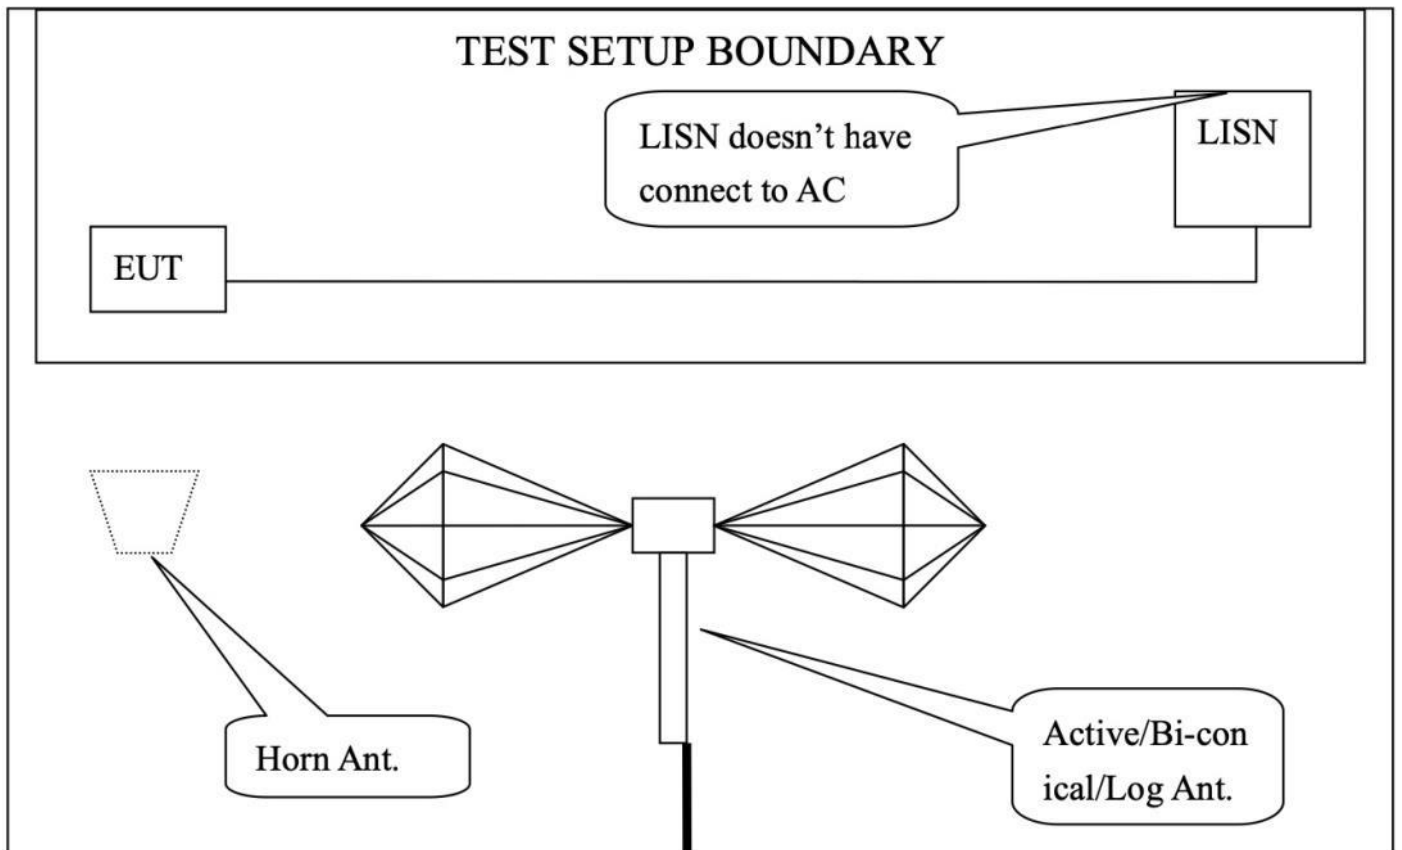 TEST SETUP BOUNDARY
LISN doesn’t have
connect to AC
LISN
EUT
Horn Ant.
Active/Bi-con
ical/Log Ant.